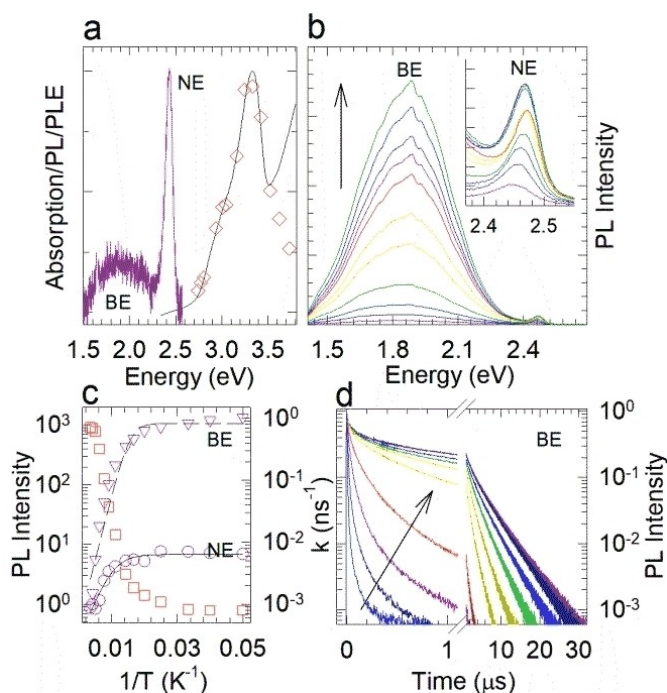 a
Absorption/PL/PLE
NE
BE
1.5 2.0 2.5 3.0 3.5
Energy (eV)
b
BE
NE
2.4 2.5
PL Intensity
1.5 1.8 2.1 2.4
Energy (eV)
c
PL Intensity
10³
10²
10¹
10⁰
BE
NE
10⁰
10⁻¹
10⁻²
10⁻³
k (ns⁻¹)
0.01 0.03 0.05
1/T (K⁻¹)
d
BE
10⁰
10⁻¹
10⁻²
10⁻³
PL Intensity
0 1 10 20 30
Time (μs)